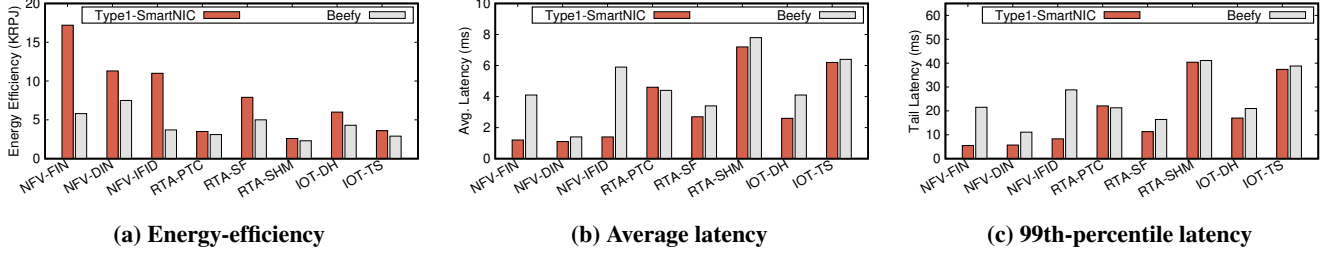 Energy Efficiency (KRPJ)
20
15
10
5
0
Type1-SmartNIC
Beefy
NFV-FIN
NFV-DIN
NFV-IFID
RTA-PTC
RTA-SF
RTA-SHM
IOT-DH
IOT-TS
(a) Energy-efficiency
Avg. Latency (ms)
10
8
6
4
2
0
Type1-SmartNIC
Beefy
NFV-FIN
NFV-DIN
NFV-IFID
RTA-PTC
RTA-SF
RTA-SHM
IOT-DH
IOT-TS
(b) Average latency
Tail Latency (ms)
60
50
40
30
20
10
0
Type1-SmartNIC
Beefy
NFV-FIN
NFV-DIN
NFV-IFID
RTA-PTC
RTA-SF
RTA-SHM
IOT-DH
IOT-TS
(c) 99th-percentile latency